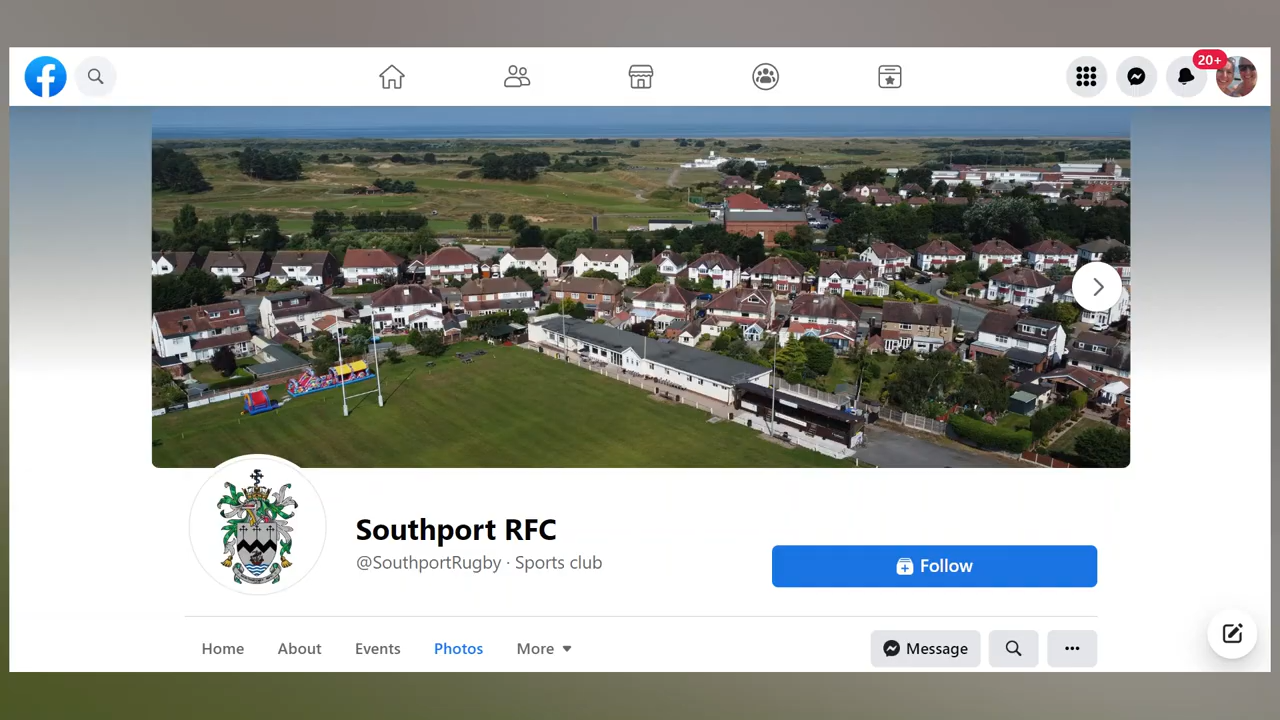 20+
Southport RFC
@SouthportRugby · Sports club
Follow
Home About Events Photos More
Message